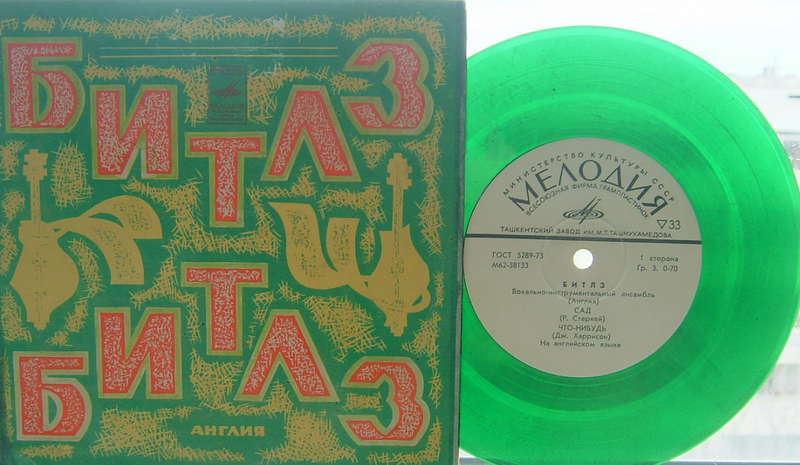 БИТЛЗ
МЕЛОДИЯ
БИТЛЗ
АНГЛИЯ
МИНИСТЕРСТВО КУЛЬТУРЫ СССР
МЕЛОДИЯ
ВСЕСОЮЗНАЯ ФИРМА ГРАМПЛАСТИНОК
33
ТАШКЕНТСКИЙ ЗАВОД ИМ. М.Т. ТАШМУХАМЕДОВА
ГОСТ 5289-73 1 сторона
М62-38133 Гр. 3. 0-70
БИТЛЗ
Вокально-инструментальный ансамбль
(Англия)
САД
(Р. Старкей)
ЧТО-НИБУДЬ
(Дж. Харрисон)
На английском языке